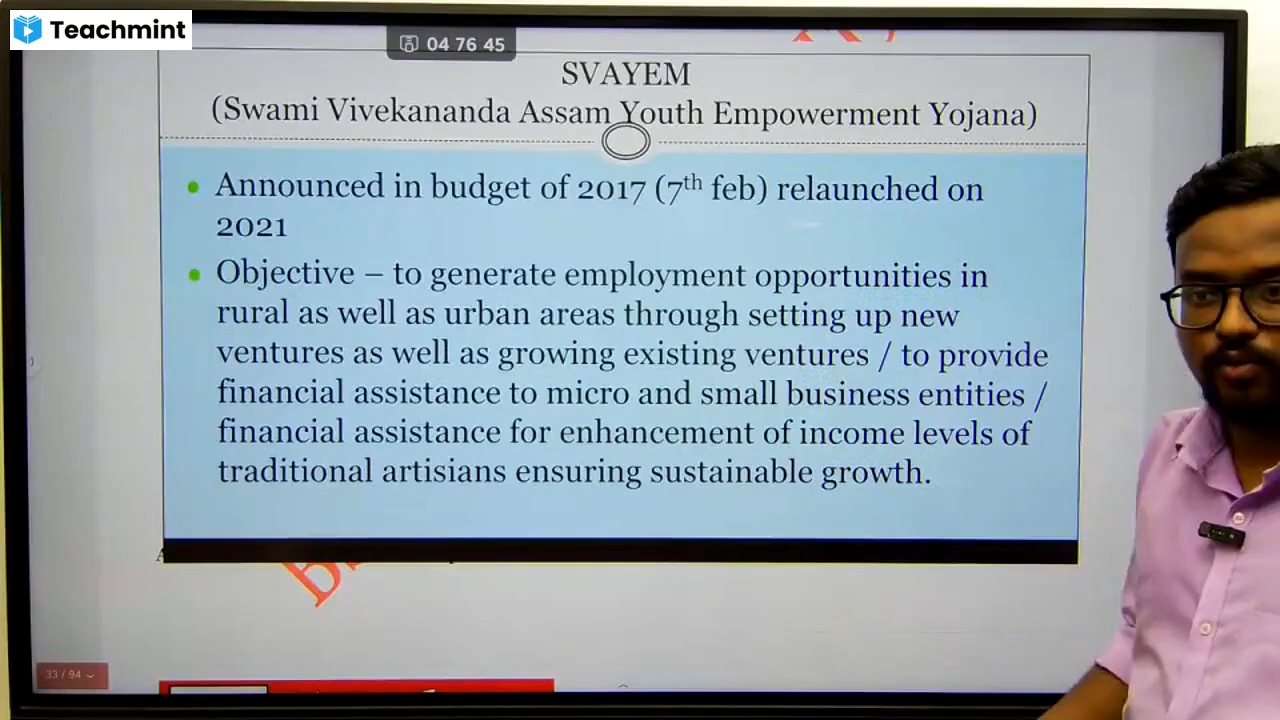 Teachmint
04 76 45
SVAYEM
(Swami Vivekananda Assam Youth Empowerment Yojana)
Announced in budget of 2017 (7th feb) relaunched on
2021
Objective – to generate employment opportunities in
rural as well as urban areas through setting up new
ventures as well as growing existing ventures / to provide
financial assistance to micro and small business entities /
financial assistance for enhancement of income levels of
traditional artisians ensuring sustainable growth.
33 / 94